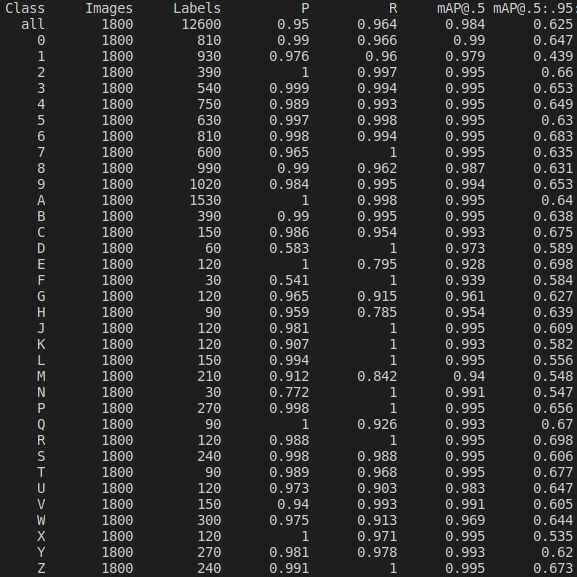 Class Images Labels P R mAP@.5 mAP@.5:.95:
all 1800 12600 0.95 0.964 0.984 0.625
0 1800 810 0.99 0.966 0.99 0.647
1 1800 930 0.976 0.96 0.979 0.439
2 1800 390 1 0.997 0.995 0.66
3 1800 540 0.999 0.994 0.995 0.653
4 1800 750 0.989 0.993 0.995 0.649
5 1800 630 0.997 0.998 0.995 0.63
6 1800 810 0.998 0.994 0.995 0.683
7 1800 600 0.965 1 0.995 0.635
8 1800 990 0.99 0.962 0.987 0.631
9 1800 1020 0.984 0.995 0.994 0.653
A 1800 1530 1 0.998 0.995 0.64
B 1800 390 0.99 0.995 0.995 0.638
C 1800 150 0.986 0.954 0.993 0.675
D 1800 60 0.583 1 0.973 0.589
E 1800 120 1 0.795 0.928 0.698
F 1800 30 0.541 1 0.939 0.584
G 1800 120 0.965 0.915 0.961 0.627
H 1800 90 0.959 0.785 0.954 0.639
J 1800 120 0.981 1 0.995 0.609
K 1800 120 0.907 1 0.993 0.582
L 1800 150 0.994 1 0.995 0.556
M 1800 210 0.912 0.842 0.94 0.548
N 1800 30 0.772 1 0.991 0.547
P 1800 270 0.998 1 0.995 0.656
Q 1800 90 1 0.926 0.993 0.67
R 1800 120 0.988 1 0.995 0.698
S 1800 240 0.998 0.988 0.995 0.606
T 1800 90 0.989 0.968 0.995 0.677
U 1800 120 0.973 0.903 0.983 0.647
V 1800 150 0.94 0.993 0.991 0.605
W 1800 300 0.975 0.913 0.969 0.644
X 1800 120 1 0.971 0.995 0.535
Y 1800 270 0.981 0.978 0.993 0.62
Z 1800 240 0.991 1 0.995 0.673